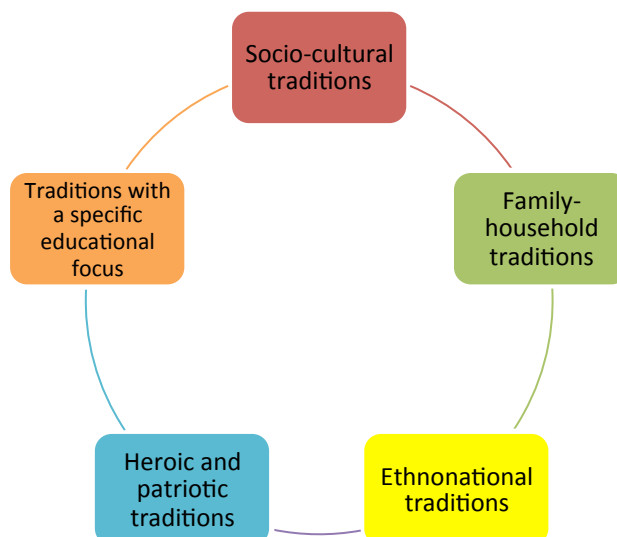 Socio-cultural
traditions
Family-
household
traditions
Ethnonational
traditions
Heroic and
patriotic
traditions
Traditions with
a specific
educational
focus